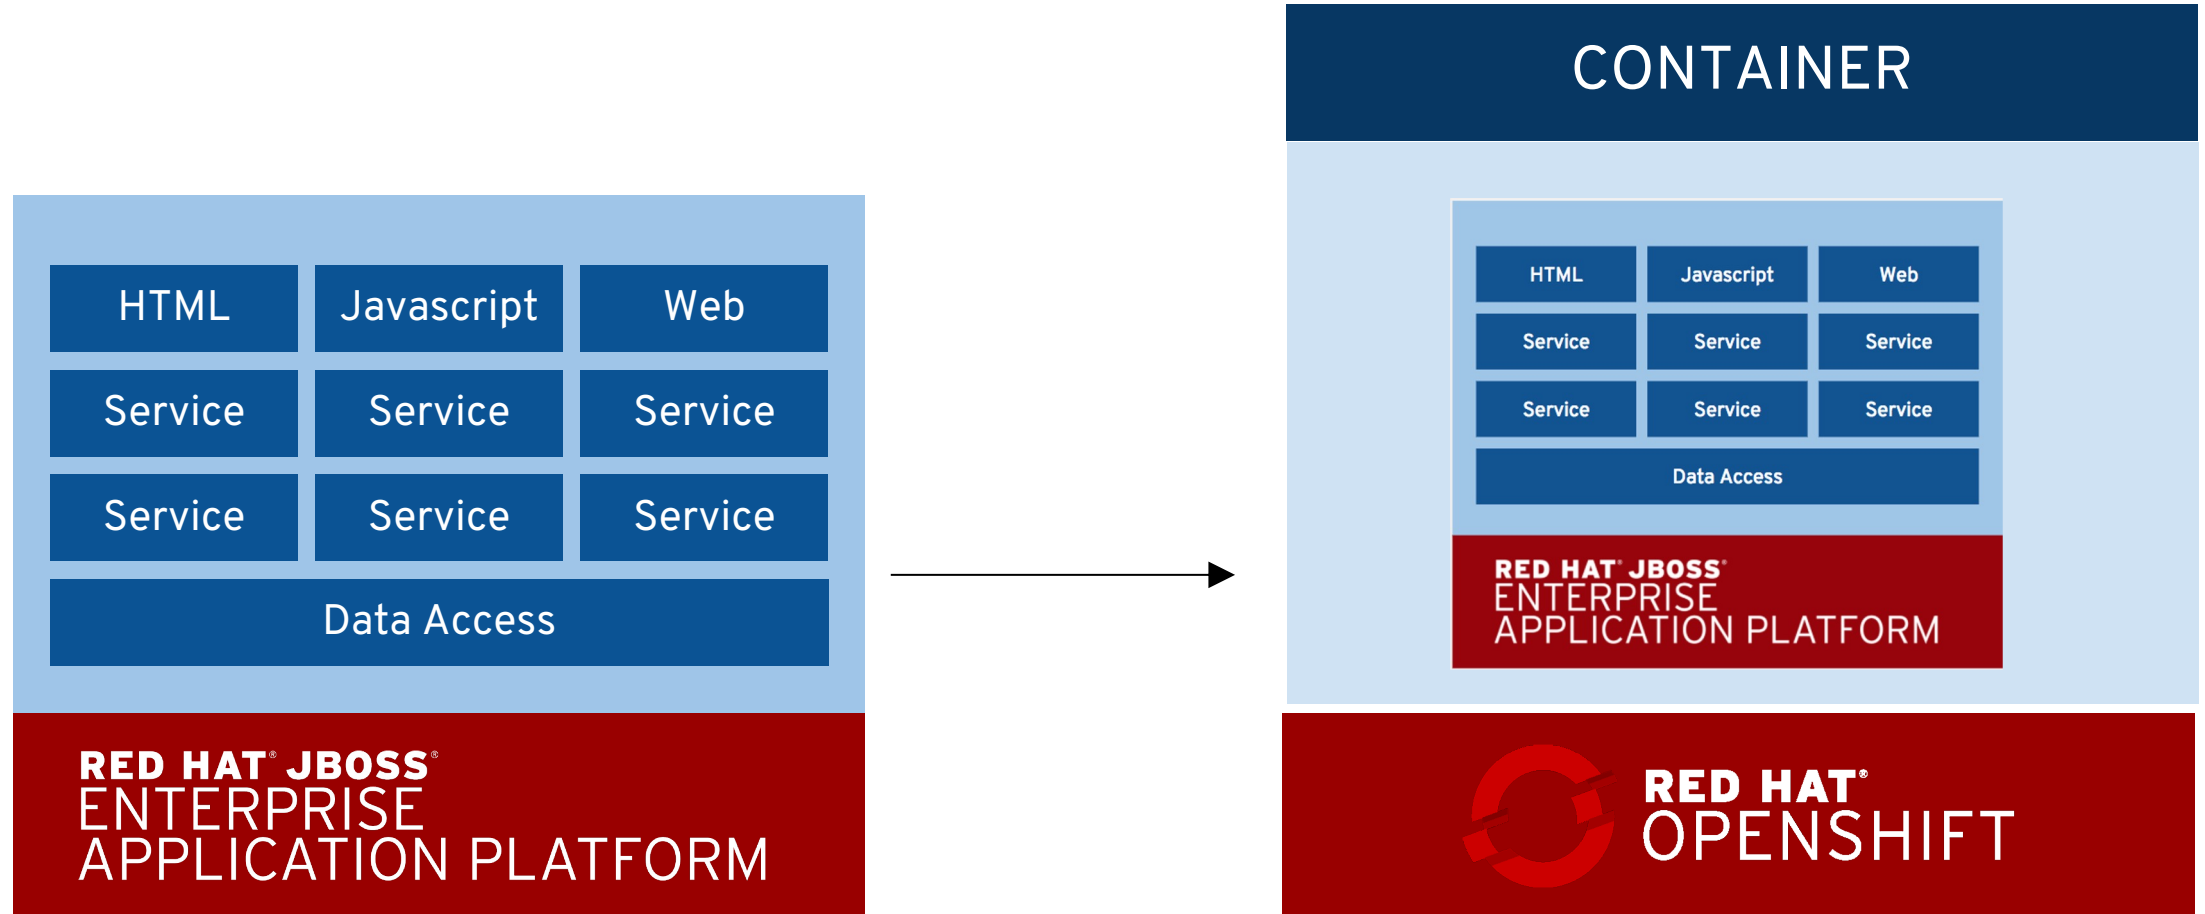 HTML Javascript Web
Service Service Service
Service Service Service
Data Access
RED HAT® JBOSS®
ENTERPRISE
APPLICATION PLATFORM
CONTAINER
HTML Javascript Web
Service Service Service
Service Service Service
Data Access
RED HAT® JBOSS®
ENTERPRISE
APPLICATION PLATFORM
RED HAT®
OPENSHIFT